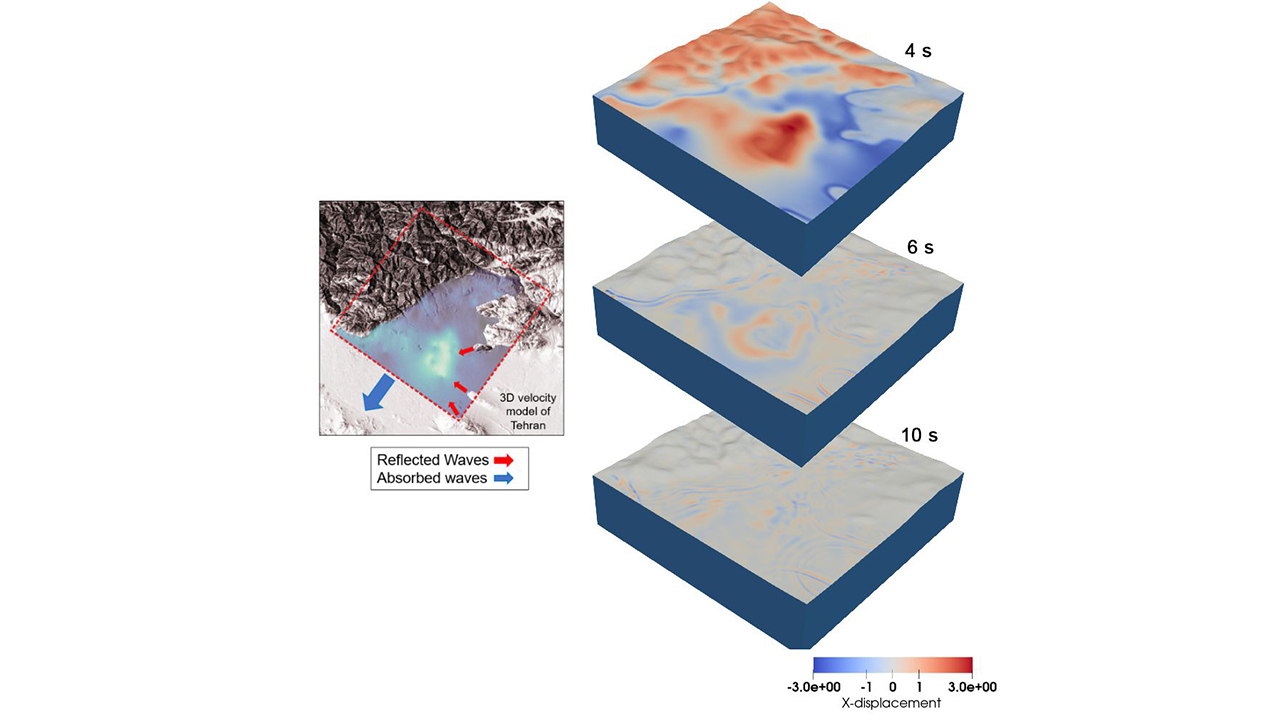 4 s
6 s
3D velocity
model of
Tehran
10 s
Reflected Waves
Absorbed waves
-3.0e+00 -1 0 1 3.0e+00
X-displacement